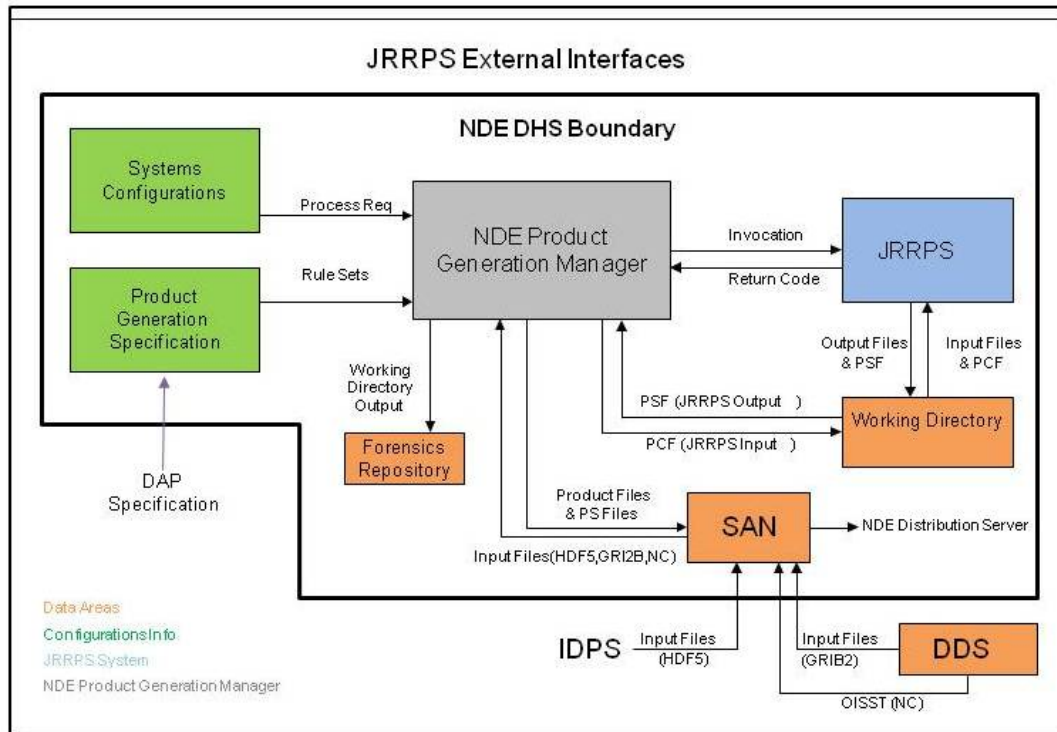 JRRPS External Interfaces
NDE DHS Boundary
Systems
Configurations
Process Req
NDE Product
Generation Manager
Invocation
Return Code
JRRPS
Product
Generation
Specification
Rule Sets
Output Files
& PSF
Input Files
& PCF
Working
Directory
Output
PSF (JRRPS Output )
PCF (JRRPS Input )
Working Directory
Forensics
Repository
DAP
Specification
Product Files
& PS Files
SAN
NDE Distribution Server
Input Files(HDF5,GRI2B,NC)
Data Areas
Configurations Info
JRRPS System
NDE Product Generation Manager
IDPS
Input Files
(HDF5)
Input Files
(GRIB2)
DDS
OISST (NC)